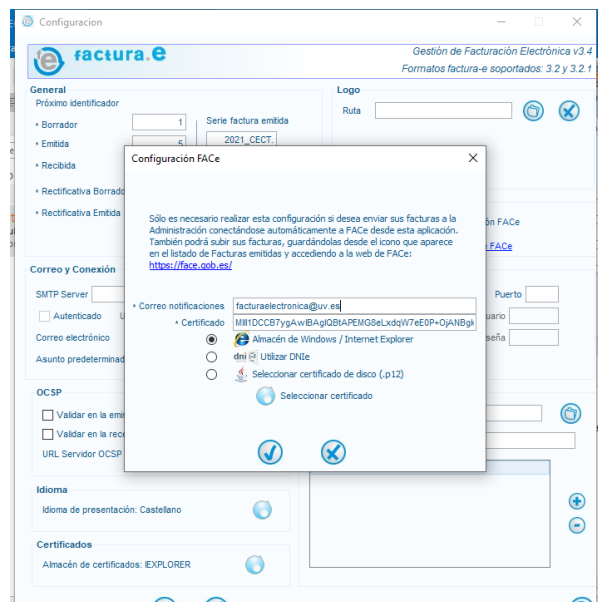 Configuracion
factura.e
Gestión de Facturación Electrónica v3.4
Formatos factura-e soportados: 3.2 y 3.2.1
General
Próximo identificador
Borrador
1
Serie factura emitida
Emitida
5
2021_CECT.
Recibida
Rectificativa Borrado
Rectificativa Emitida
Logo
Ruta
ón FACe
FACe
Configuración FACe
Sólo es necesario realizar esta configuración si desea enviar sus facturas a la
Administración conectándose automáticamente a FACe desde esta aplicación.
También podrá subir sus facturas, guardándolas desde el icono que aparece
en el listado de Facturas emitidas y accediendo a la web de FACe:
https://face.gob.es/
Correo notificaciones
facturaelectronica@uv.es
Certificado
Almacén de Windows / Internet Explorer
dni e Utilizar DNIe
Seleccionar certificado de disco (.p12)
Seleccionar certificado
Correo y Conexión
SMTP Server
Puerto
Autenticado
U
uario
Correo electrónico
seña
Asunto predeterminad
OCSP
Validar en la emi
Validar en la rece
URL Servidor OCSP
Idioma
Idioma de presentación: Castellano
Certificados
Almacén de certificados: IEXPLORER